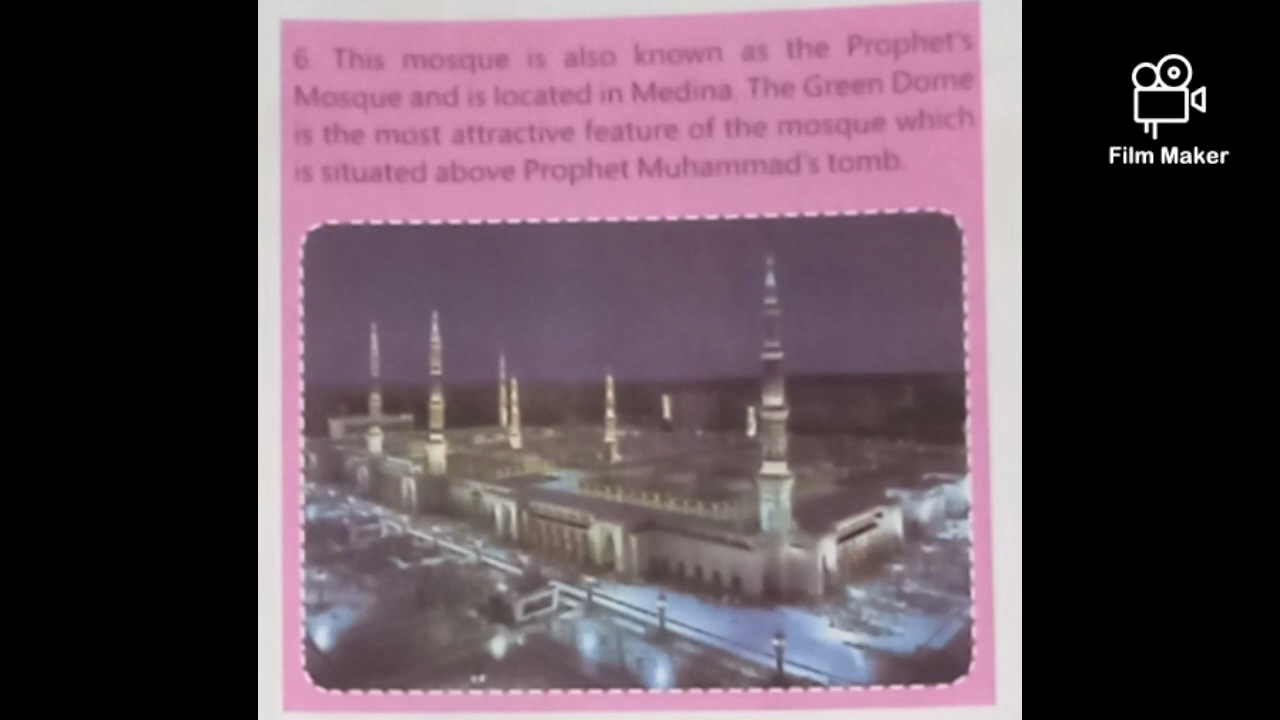 6. This mosque is also known as the Prophet's
Mosque and is located in Medina. The Green Dome
is the most attractive feature of the mosque which
is situated above Prophet Muhammad's tomb.
Film Maker